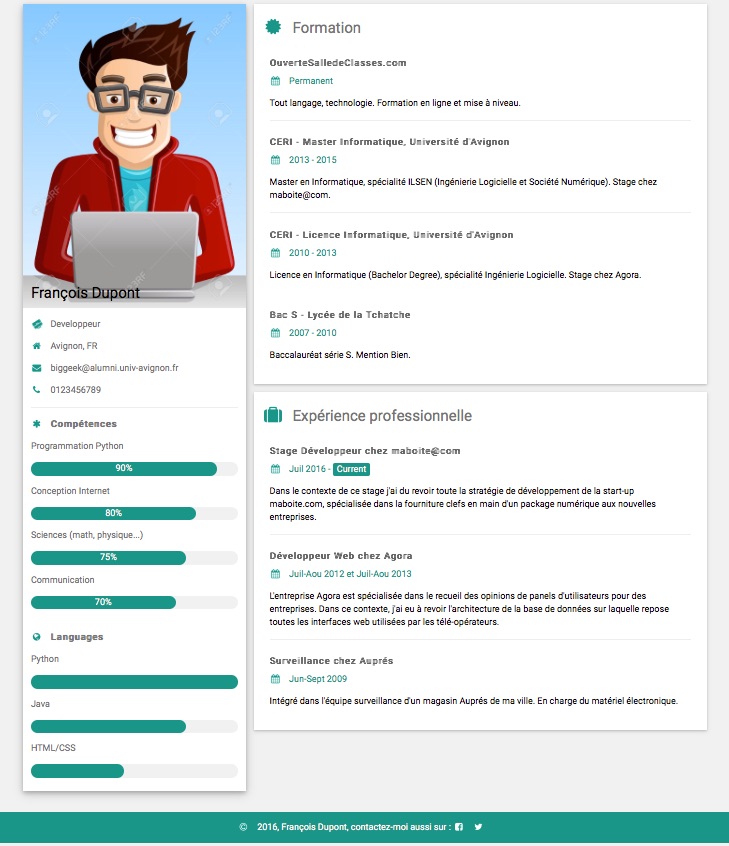 123RF
François Dupont
Developpeur
Avignon, FR
biggeek@alumni.univ-avignon.fr
0123456789
Compétences
Programmation Python
90%
Conception Internet
80%
Sciences (math, physique...)
75%
Communication
70%
Languages
Python
Java
HTML/CSS
Formation
OuverteSalledeClasses.com
Permanent
Tout langage, technologie. Formation en ligne et mise à niveau.
CERI - Master Informatique, Université d'Avignon
2013 - 2015
Master en Informatique, spécialité ILSEN (Ingénierie Logicielle et Société Numérique). Stage chez
maboite@com.
CERI - Licence Informatique, Université d'Avignon
2010 - 2013
Licence en Informatique (Bachelor Degree), spécialité Ingénierie Logicielle. Stage chez Agora.
Bac S - Lycée de la Tchatche
2007 - 2010
Baccalauréat série S. Mention Bien.
Expérience professionnelle
Stage Développeur chez maboite@com
Juil 2016 - Current
Dans le contexte de ce stage j'ai du revoir toute la stratégie de développement de la start-up
maboite.com, spécialisée dans la fourniture clefs en main d'un package numérique aux nouvelles
entreprises.
Développeur Web chez Agora
Juil-Aou 2012 et Juil-Aou 2013
L'entreprise Agora est spécialisée dans le recueil des opinions de panels d'utilisateurs pour des
entreprises. Dans ce contexte, j'ai eu à revoir l'architecture de la base de données sur laquelle repose
toutes les interfaces web utilisées par les télé-opérateurs.
Surveillance chez Auprés
Jun-Sept 2009
Intégré dans l'équipe surveillance d'un magasin Auprés de ma ville. En charge du matériel électronique.
© 2016, François Dupont, contactez-moi aussi sur :